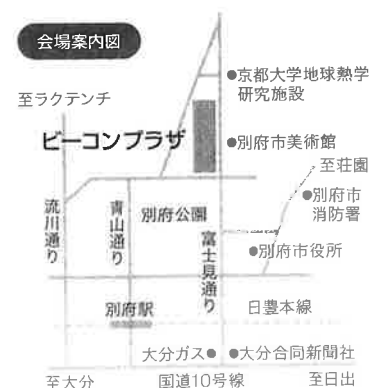 会場案内図
京都大学地球熱学
研究施設
至ラクテンチ
ビーコンプラザ
別府市美術館
至荘園
別府市
消防署
流川通り
青山通り
別府公園
富士見通り
別府市役所
別府駅
日豊本線
大分ガス
大分合同新聞社
至大分
国道10号線
至日出